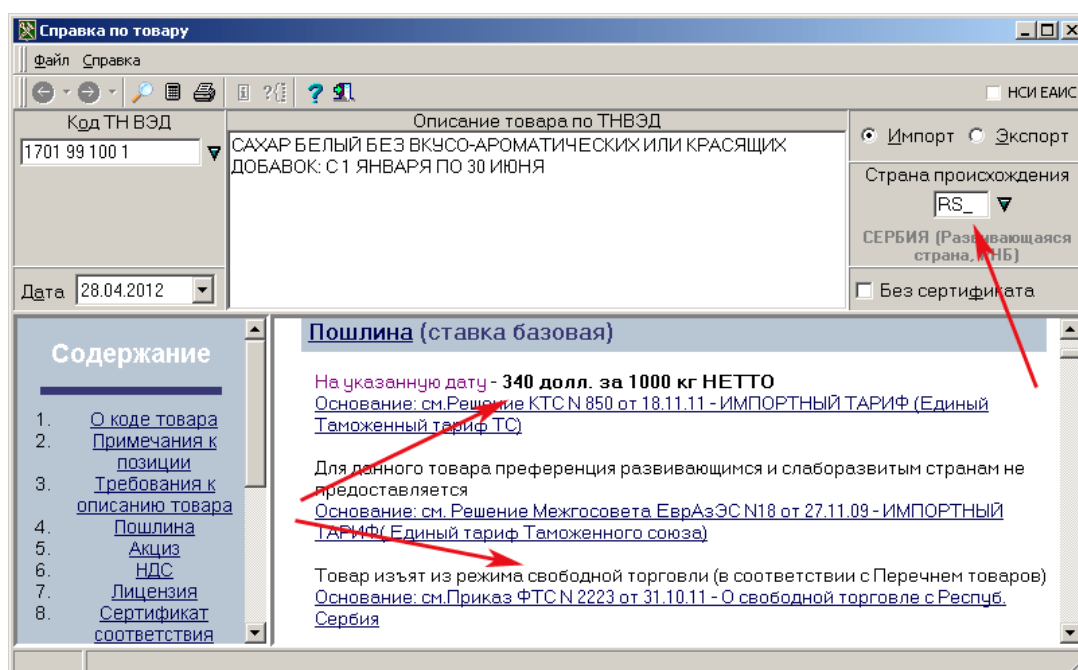 Справка по товару
Файл Справка
НСИ ЕАИС
Код ТН ВЭД
1701 99 100 1
Описание товара по ТНВЭД
САХАР БЕЛЫЙ БЕЗ ВКУСО-АРОМАТИЧЕСКИХ ИЛИ КРАСЯЩИХ
ДОБАВОК: С 1 ЯНВАРЯ ПО 30 ИЮНЯ
Импорт Экспорт
Страна происхождения
RS_
СЕРБИЯ (Развивающаяся
страна,
Дата 28.04.2012
Без сертификата
Содержание
1. О коде товара
2. Примечания к
позиции
3. Требования к
описанию товара
4. Пошлина
5. Акциз
6. НДС
7. Лицензия
8. Сертификат
соответствия
Пошлина (ставка базовая)
На указанную дату - 340 долл. за 1000 кг НЕТТО
Основание: см.Решение КТС N 850 от 18.11.11 - ИМПОРТНЫЙ ТАРИФ (Единый
Таможенный тариф ТС)
Для данного товара преференция развивающимся и слаборазвитым странам не
предоставляется
Основание: см. Решение Межгосовета ЕврАзЭС N18 от 27.11.09 - ИМПОРТНЫЙ
ТАРИФ( Единый тариф Таможенного союза)
Товар изъят из режима свободной торговли (в соответствии с Перечнем товаров)
Основание: см.Приказ ФТС N 2223 от 31.10.11 - О свободной торговле с Респуб.
Сербия